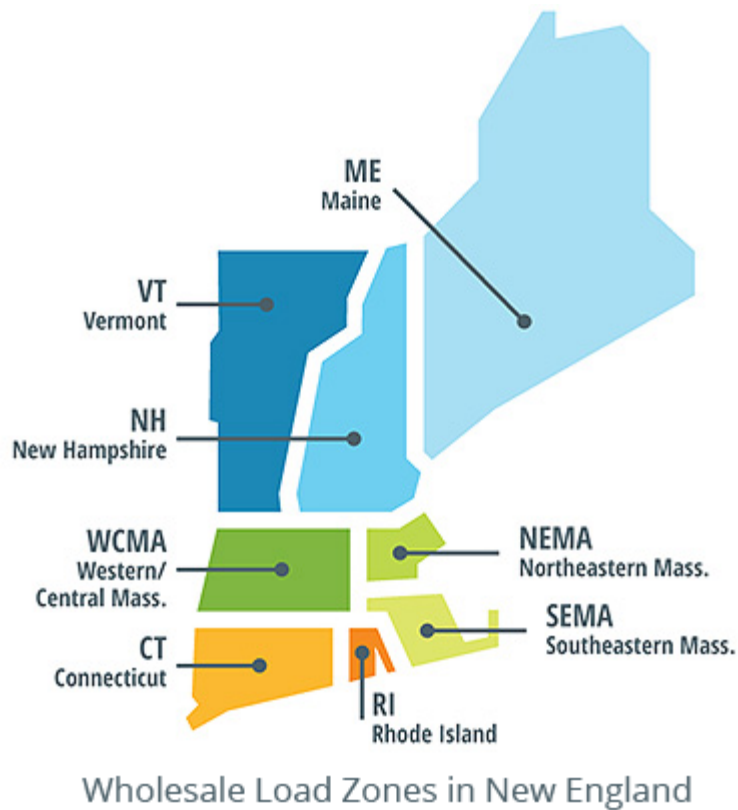 ME
Maine
VT
Vermont
NH
New Hampshire
WCMA
Western/
Central Mass.
NEMA
Northeastern Mass.
SEMA
Southeastern Mass.
CT
Connecticut
RI
Rhode Island
Wholesale Load Zones in New England